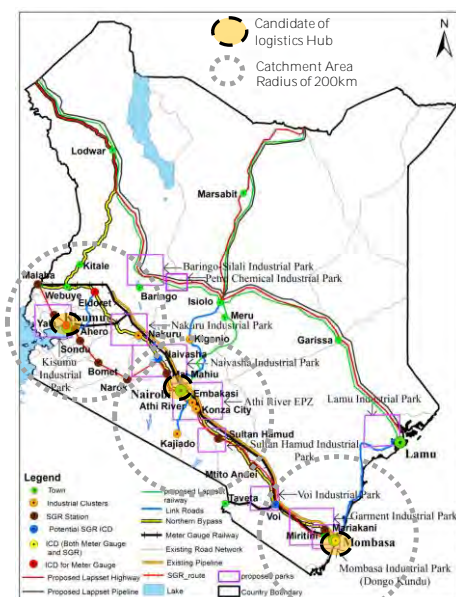 Candidate of
logistics Hub
Catchment Area
Radius of 200km
N
Lodwar
Marsabit
Kitale
Malaba
Webuye
Eldoret
Baringo-Silali Industrial Park
Petro Chemical Industrial Park
Baringo
Isiolo
Meru
Kisumu
Ahero
Nakuru
Nakuru Industrial Park
Kiganjo
Garissa
Sondu
Kisumu
Industrial
Park
Bomet
Naivasha
Naivasha Industrial Park
Mahiu
Narok
Nairobi
Embakasi
Athi River EPZ
Athi River
Konza City
Lamu Industrial Park
Kajiado
Sultan Hamud
Sultan Hamud Industrial
Park
Lamu
Mtito Andei
Taveta
Voi Industrial Park
Voi
Garment Industrial Park
Mariakani
Miritini
Mombasa
Mombasa Industrial Park
(Dongo Kundu)
Legend
Town
Industrial Clusters
SGR Station
Potential SGR ICD
ICD (Both Meter Gauge
and SGR)
ICD for Meter Gauge
Proposed Lappset Highway
Proposed Lappset Pipeline
proposed Lappset
railway
Link Roads
Northern Bypass
Meter Gauge Railway
Existing Road Network
Existing Pipeline
SGR_route
Lake
proposed parks
Country Boundary